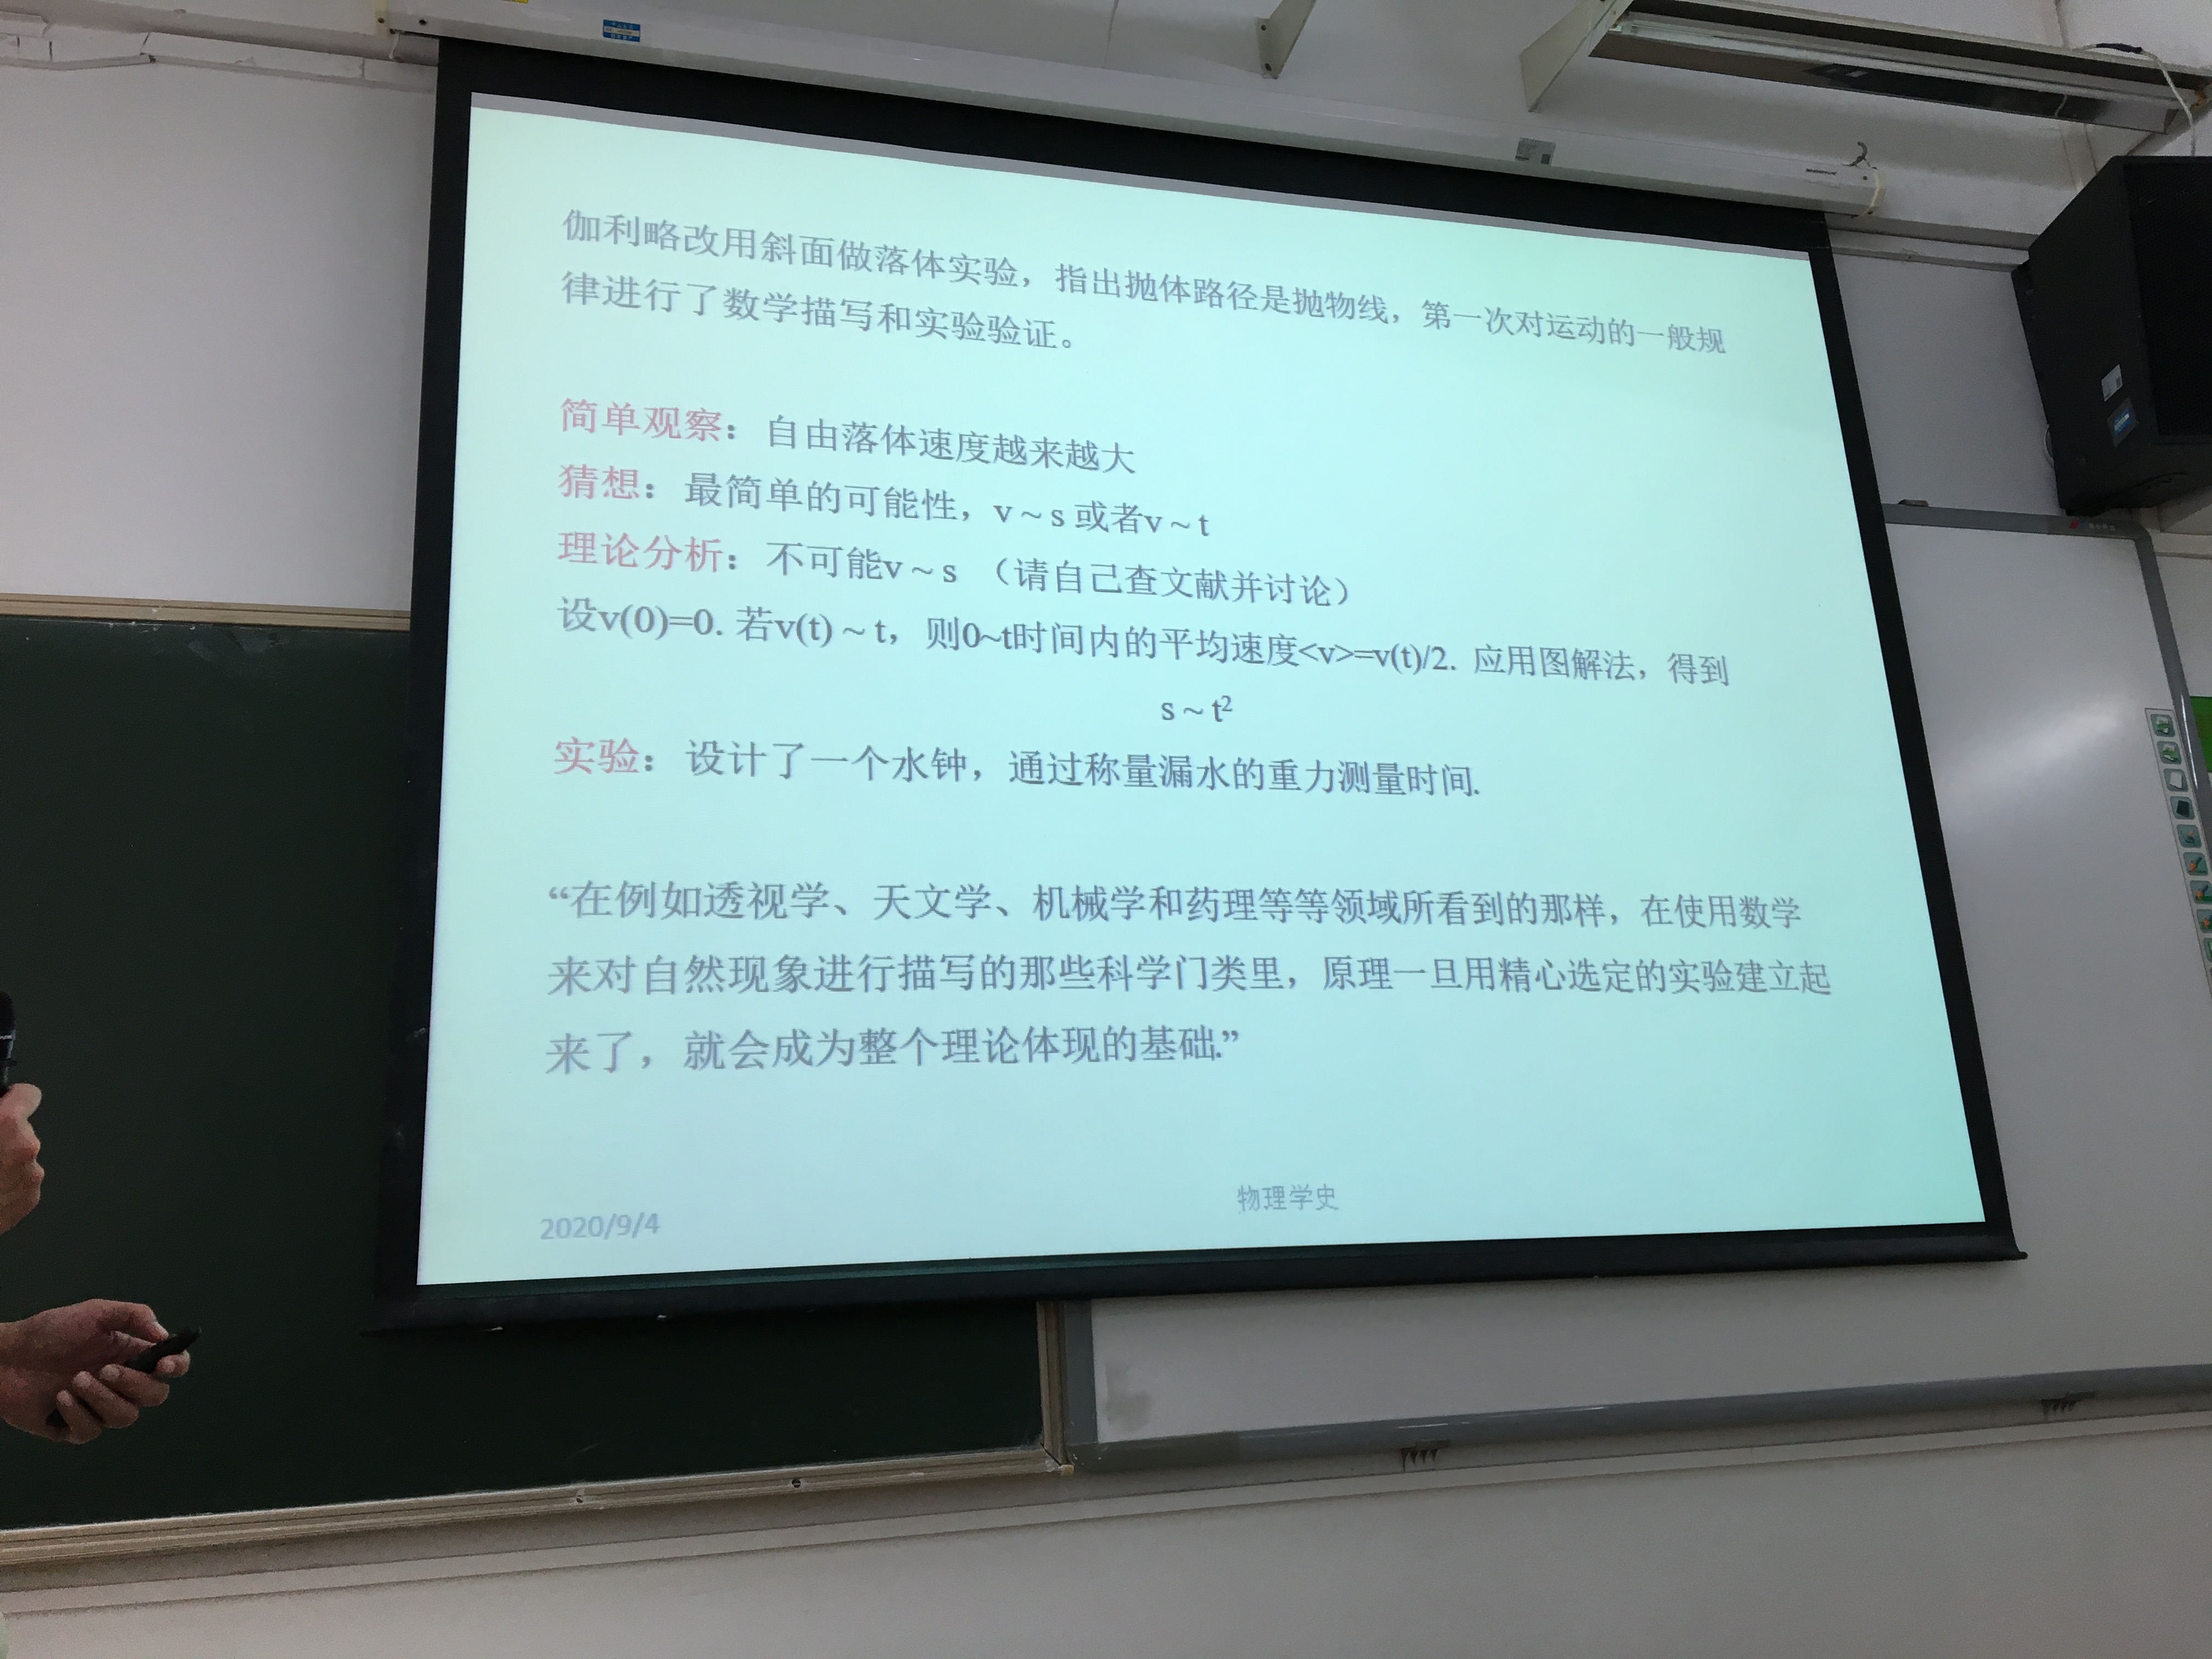 伽利略改用斜面做落体实验，指出抛体路径是抛物线，第一次对运动的一般规
律进行了数学描写和实验验证。
简单观察：自由落体速度越来越大
猜想：最简单的可能性，v ~ s 或者v ~ t
理论分析：不可能v ~ s （请自己查文献并讨论）
设v(0)=0. 若v(t) ~ t，则0~t时间内的平均速度<v>=v(t)/2. 应用图解法，得到
s ~ t²
实验：设计了一个水钟，通过称量漏水的重力测量时间.
“在例如透视学、天文学、机械学和药理等等领域所看到的那样，在使用数学
来对自然现象进行描写的那些科学门类里，原理一旦用精心选定的实验建立起
来了，就会成为整个理论体现的基础.”
2020/9/4
物理学史